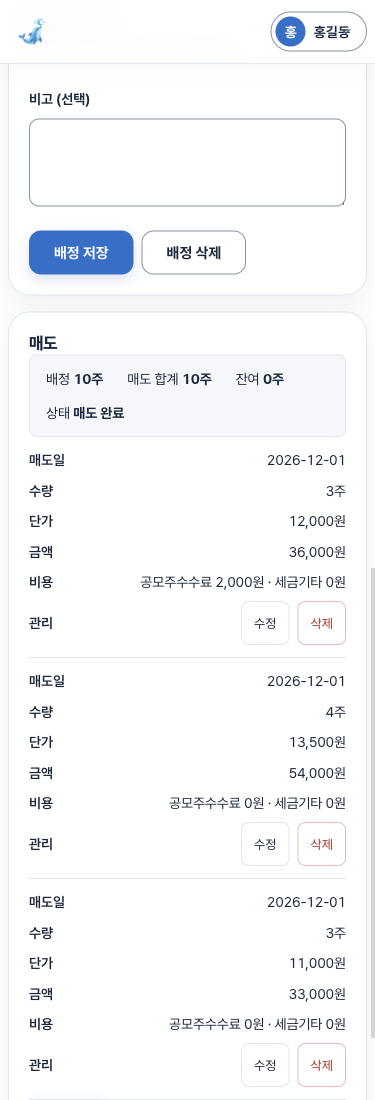 홍 홍길동
비고 (선택)
배정 저장 배정 삭제
매도
배정 10주 매도 합계 10주 잔여 0주
상태 매도 완료
매도일 2026-12-01
수량 3주
단가 12,000원
금액 36,000원
비용 공모주수수료 2,000원 · 세금기타 0원
관리 수정 삭제
매도일 2026-12-01
수량 4주
단가 13,500원
금액 54,000원
비용 공모주수수료 0원 · 세금기타 0원
관리 수정 삭제
매도일 2026-12-01
수량 3주
단가 11,000원
금액 33,000원
비용 공모주수수료 0원 · 세금기타 0원
관리 수정 삭제